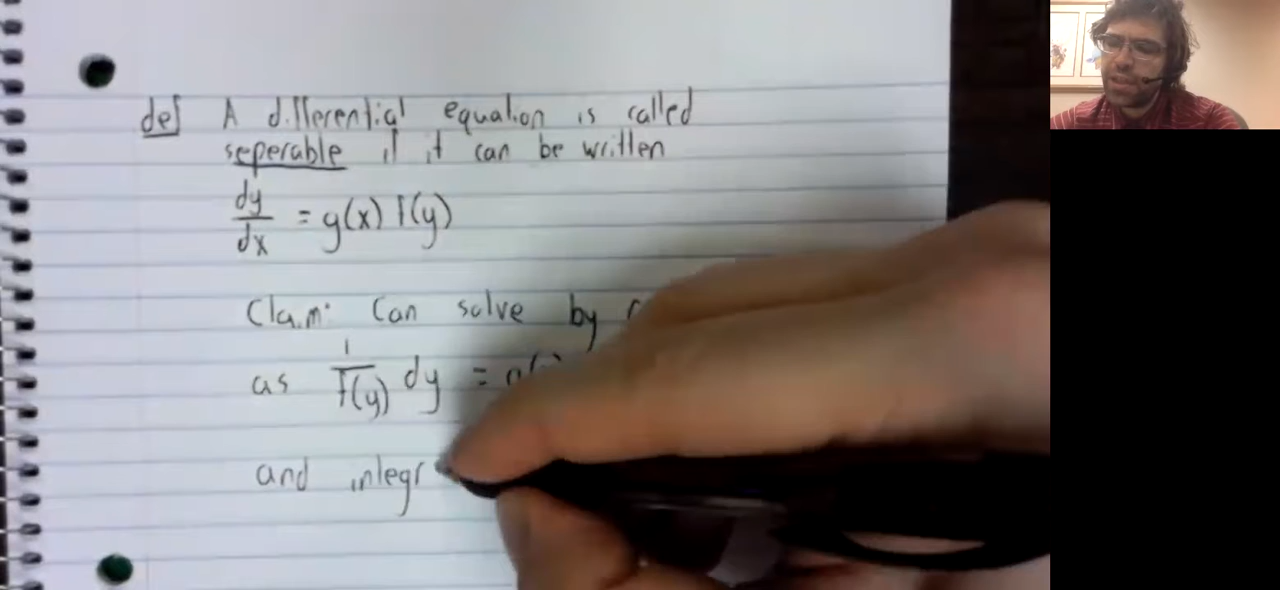 def A differential equation is called
seperable if it can be written
dy/dx = g(x) f(y)
Claim: Can solve by
as 1/f(y) dy =
and integr